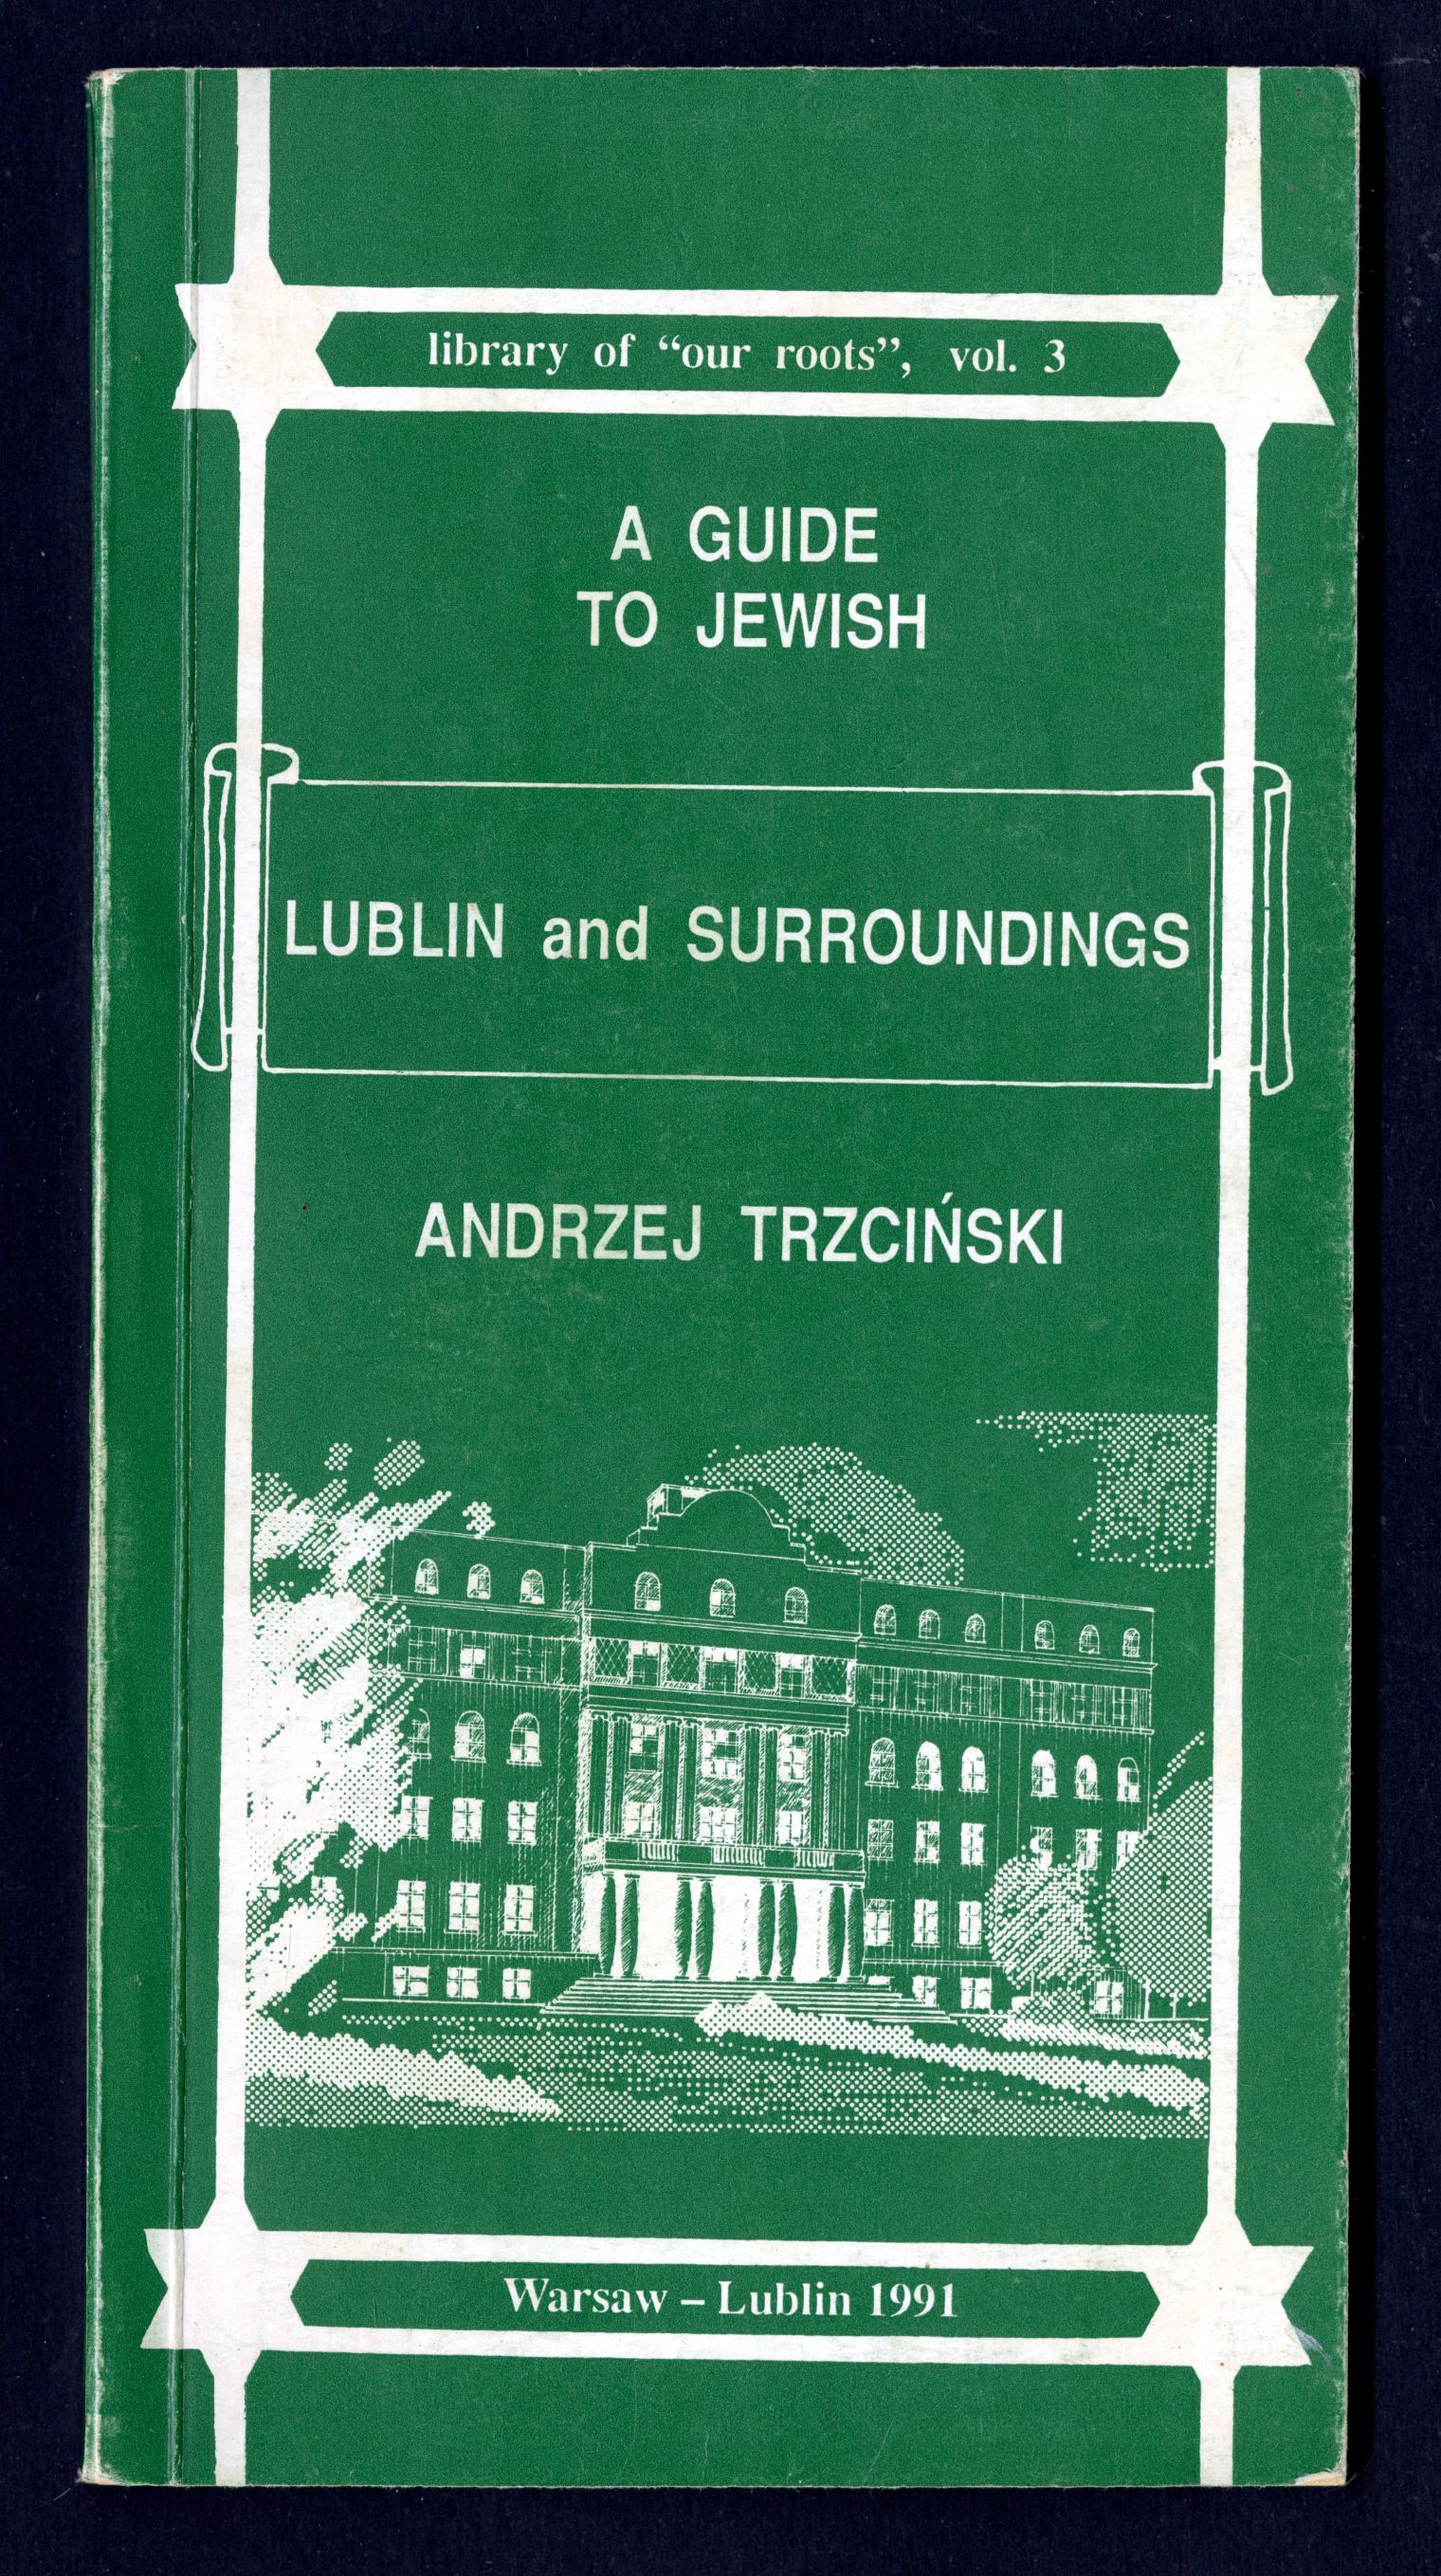 library of “our roots”, vol. 3
A GUIDE
TO JEWISH
LUBLIN and SURROUNDINGS
ANDRZEJ TRZCIŃSKI
Warsaw – Lublin 1991